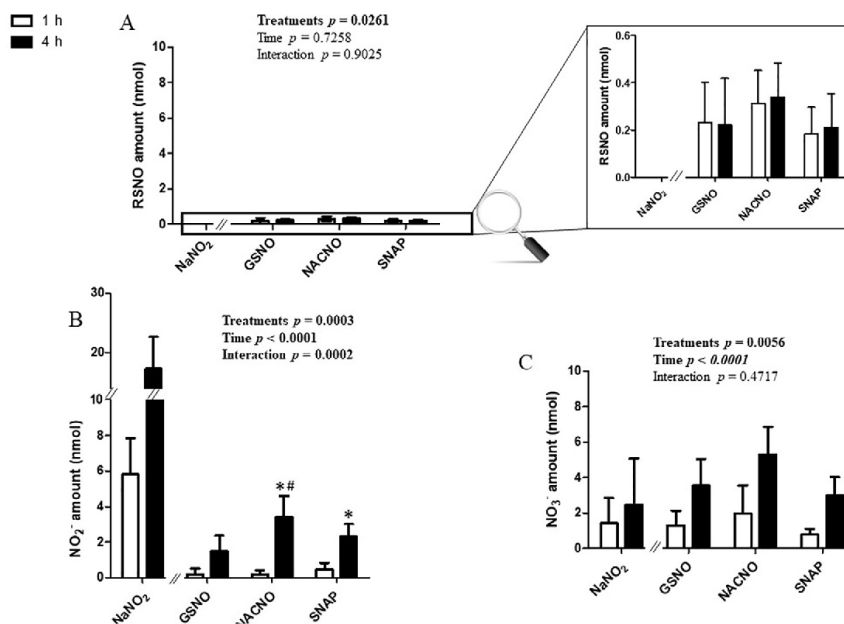 1 h
4 h
A
Treatments p = 0.0261
Time p = 0.7258
Interaction p = 0.9025
RSNO amount (nmol)
10
8
6
4
2
0
NaNO₂
GSNO
NACNO
SNAP
RSNO amount (nmol)
0.6
0.4
0.2
0.0
NaNO₂
GSNO
NACNO
SNAP
B
Treatments p = 0.0003
Time p < 0.0001
Interaction p = 0.0002
NO₂⁻ amount (nmol)
30
20
10
8
6
4
2
0
*#
*
NaNO₂
GSNO
NACNO
SNAP
C
Treatments p = 0.0056
Time p < 0.0001
Interaction p = 0.4717
NO₃⁻ amount (nmol)
10
8
6
4
2
0
NaNO₂
GSNO
NACNO
SNAP